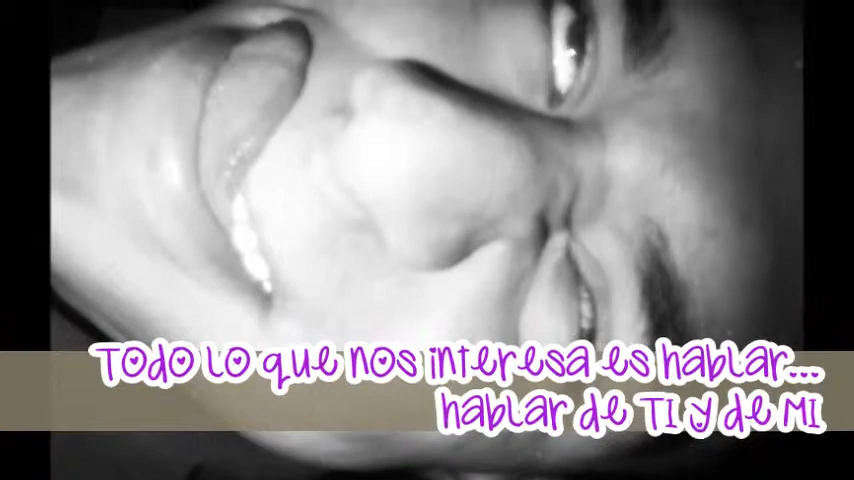 Todo lo que nos interesa es hablar...
hablar de TI y de MI